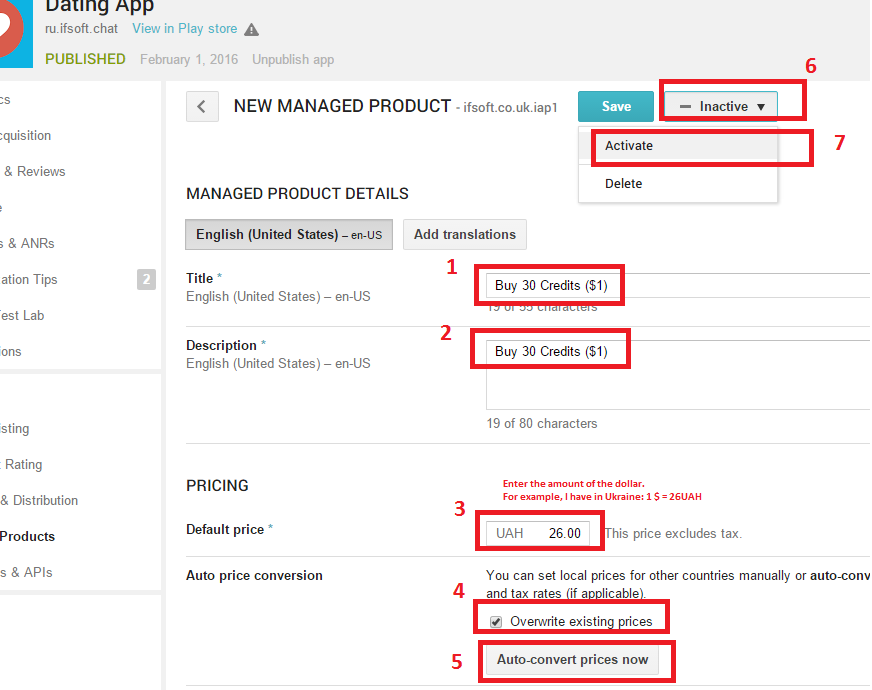 Dating App
ru.ifsoft.chat View in Play store
PUBLISHED February 1, 2016 Unpublish app
6
cs
NEW MANAGED PRODUCT - ifsoft.co.uk.iap1 Save Inactive
cquisition
Activate 7
& Reviews
Delete
e
MANAGED PRODUCT DETAILS
English (United States) – en-US Add translations
s & ANRs
1
ation Tips 2
Title * Buy 30 Credits ($1)
English (United States) – en-US
19 of 55 characters
Test Lab
2
Description * Buy 30 Credits ($1)
ions
English (United States) – en-US
19 of 80 characters
isting
Rating
PRICING
Enter the amount of the dollar.
For example, I have in Ukraine: 1 $ = 26UAH
& Distribution
3
Default price * UAH 26.00 This price excludes tax.
Products
s & APIs
Auto price conversion You can set local prices for other countries manually or auto-conv
and tax rates (if applicable).
4
Overwrite existing prices
5
Auto-convert prices now